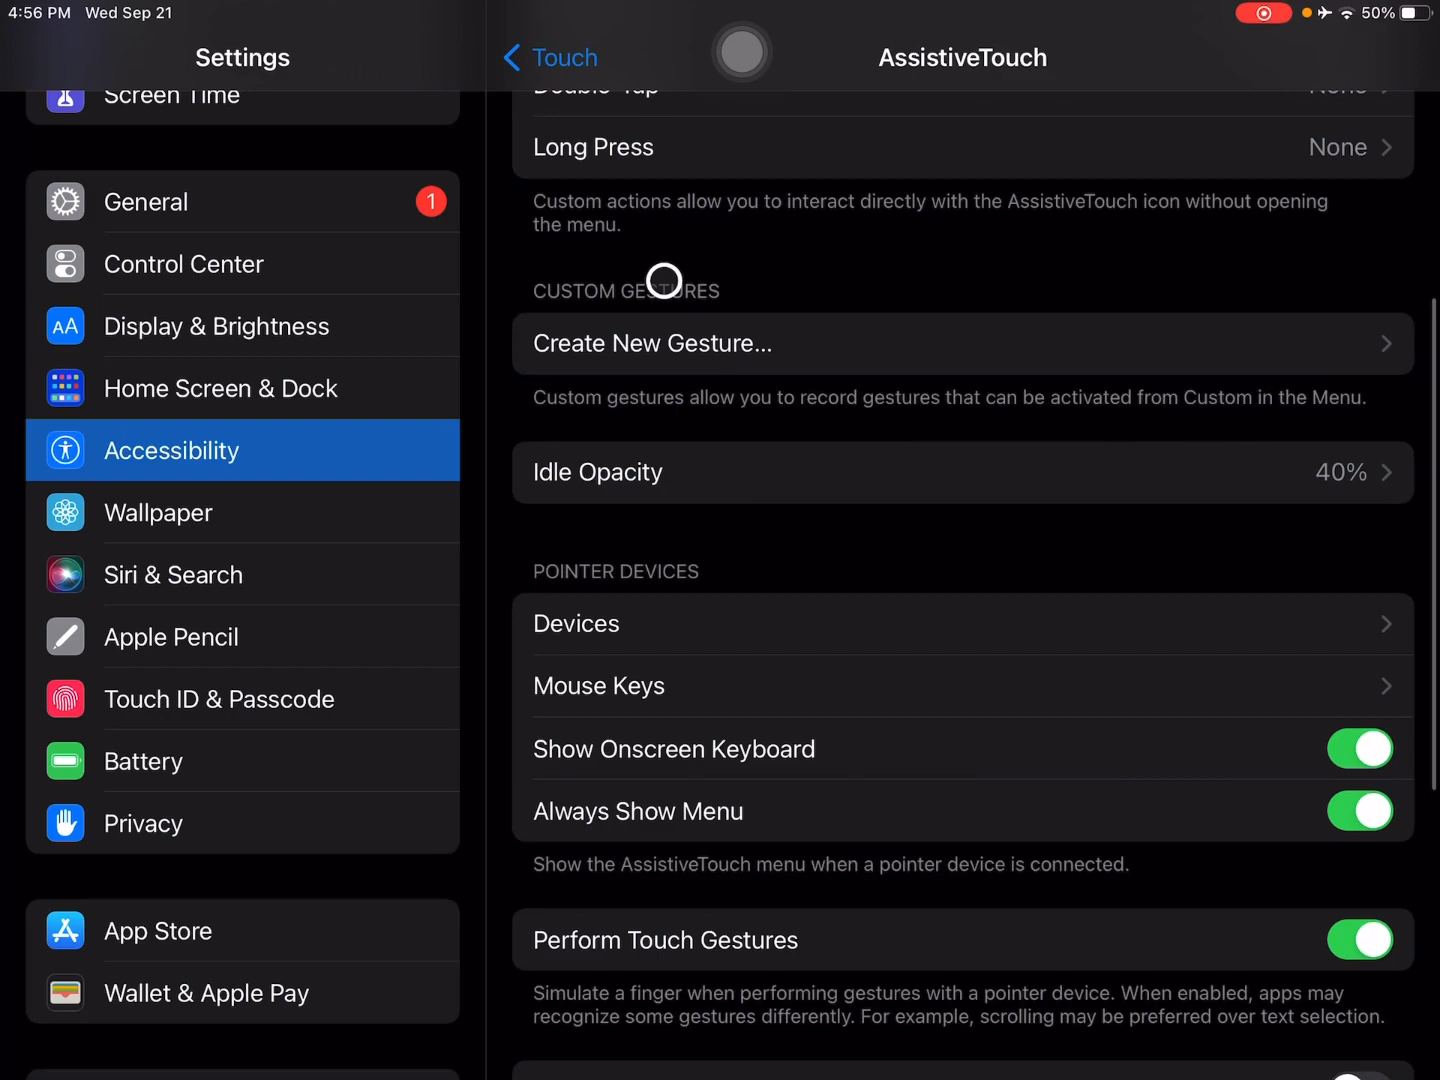 4:56 PM Wed Sep 21
50%
Settings
Screen Time
General
1
Control Center
Display & Brightness
Home Screen & Dock
Accessibility
Wallpaper
Siri & Search
Apple Pencil
Touch ID & Passcode
Battery
Privacy
App Store
Wallet & Apple Pay
Touch
AssistiveTouch
Double-Tap None
Long Press None
Custom actions allow you to interact directly with the AssistiveTouch icon without opening
the menu.
CUSTOM GESTURES
Create New Gesture...
Custom gestures allow you to record gestures that can be activated from Custom in the Menu.
Idle Opacity 40%
POINTER DEVICES
Devices
Mouse Keys
Show Onscreen Keyboard
Always Show Menu
Show the AssistiveTouch menu when a pointer device is connected.
Perform Touch Gestures
Simulate a finger when performing gestures with a pointer device. When enabled, apps may
recognize some gestures differently. For example, scrolling may be preferred over text selection.